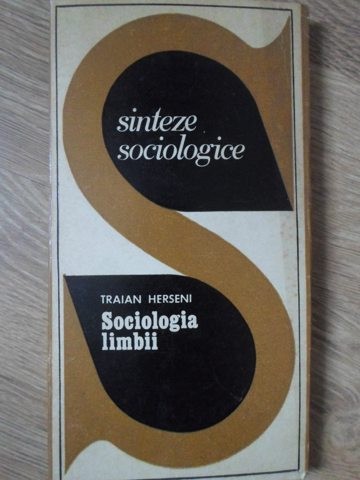 sinteze
sociologice
TRAIAN HERSENI
Sociologia
limbii